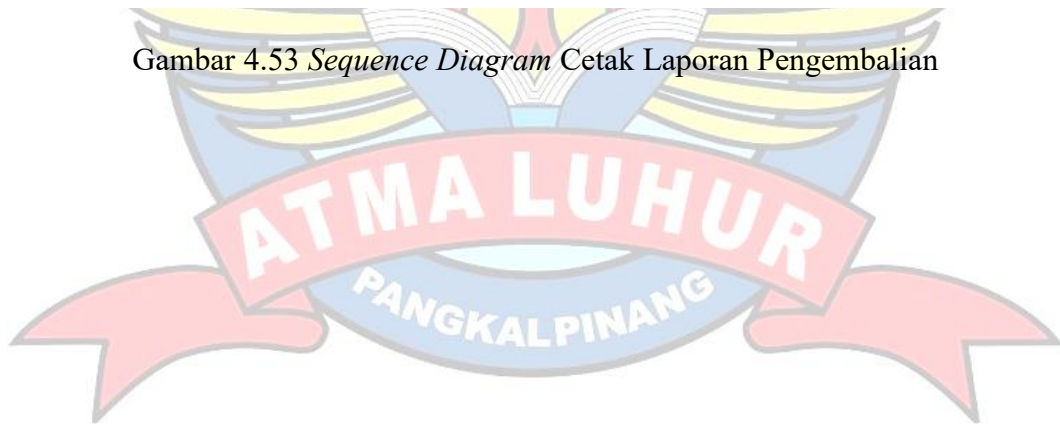 Gambar 4.53 Sequence Diagram Cetak Laporan Pengembalian
ATMA LUHUR
PANGKALPINANG